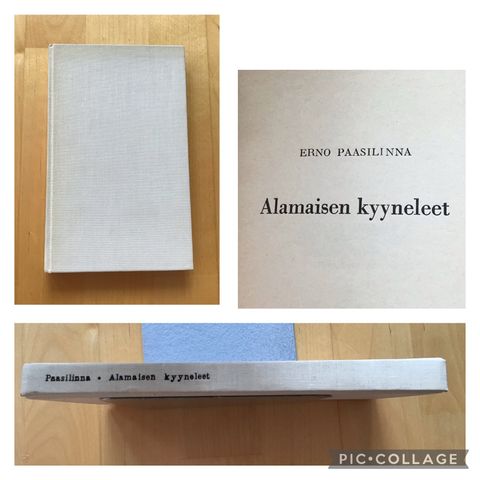 ERNO PAASILINNA
Alamaisen kyyneleet
Paasilinna • Alamaisen kyyneleet
PIC•COLLAGE